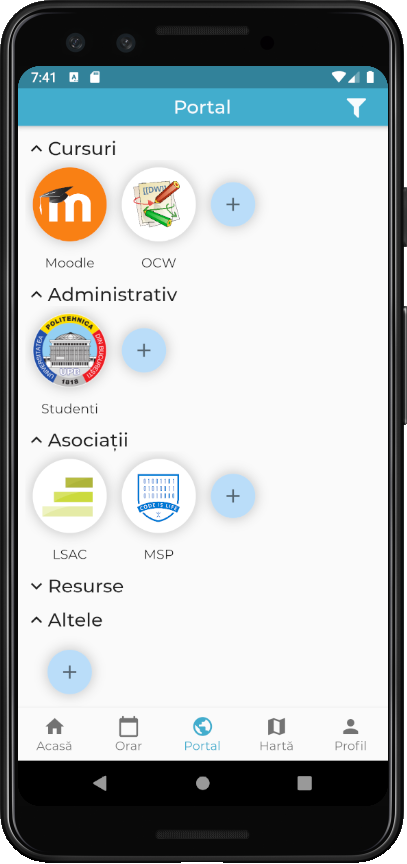 7:41 A
Portal
Cursuri
m [[DW]]
Moodle OCW
Administrativ
UNIVERSITATEA POLITEHNICA DIN BUCUREȘTI
UPB
1818
Studenti
Asociații
CODE IS LIFE
LSAC MSP
Resurse
Altele
Acasă Orar Portal Hartă Profil